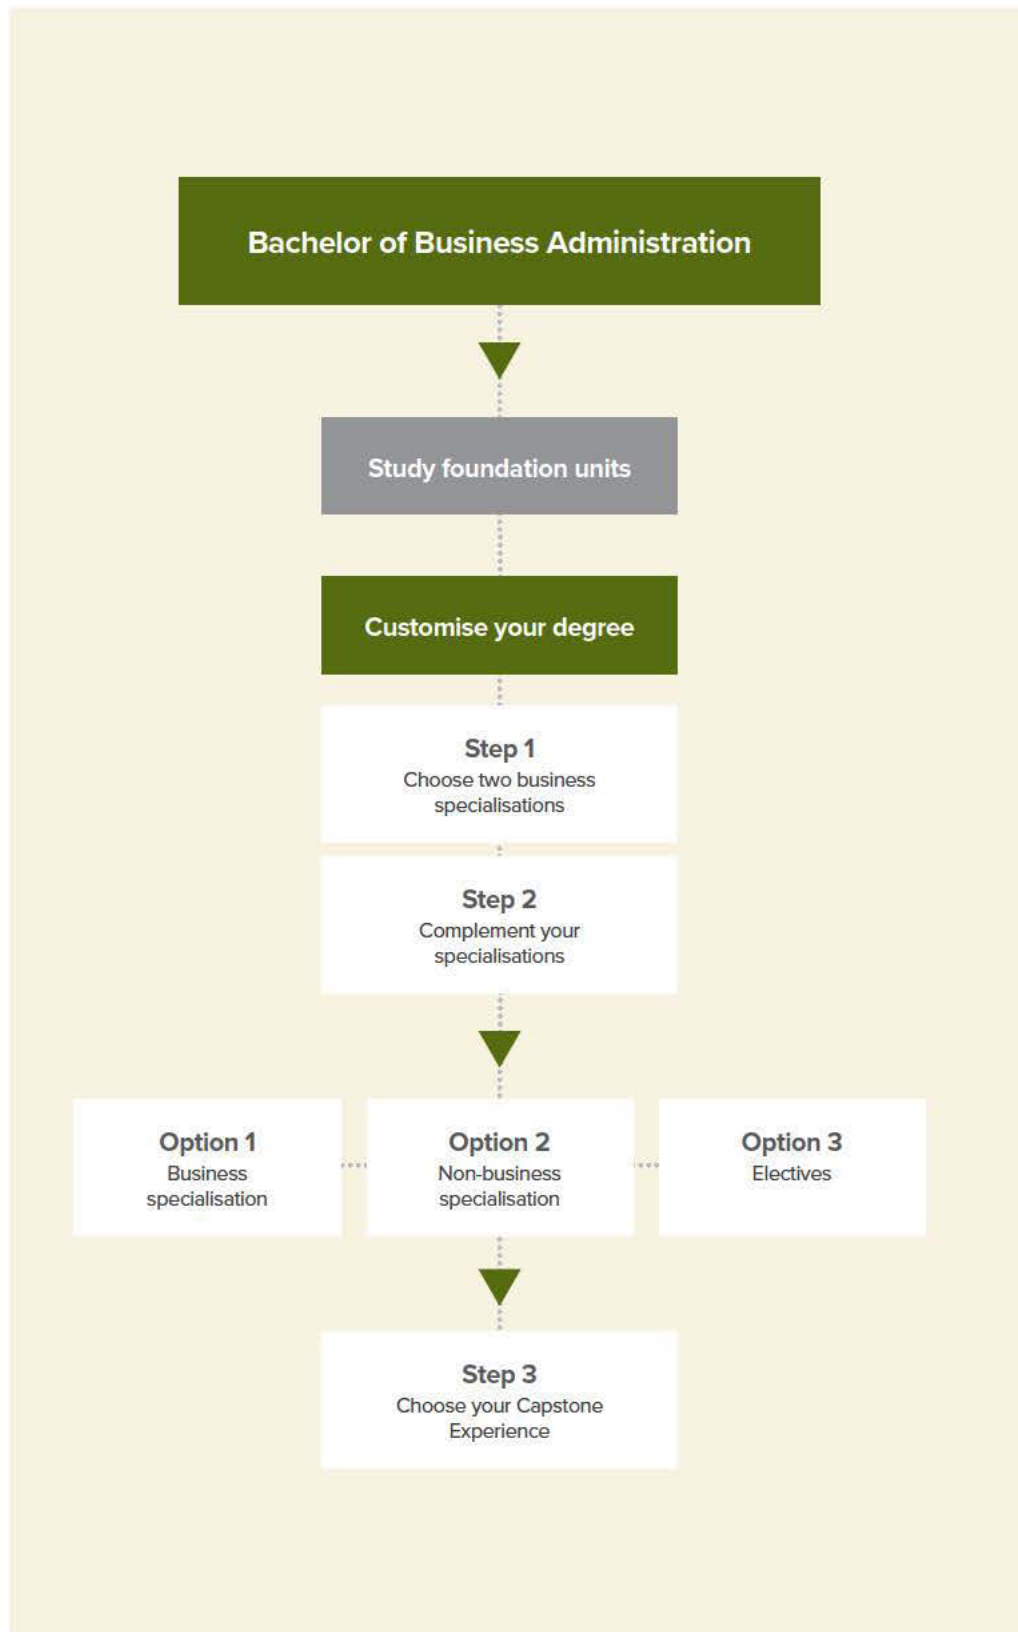 Bachelor of Business Administration
Study foundation units
Customise your degree
Step 1
Choose two business
specialisations
Step 2
Complement your
specialisations
Option 1
Business
specialisation
Option 2
Non-business
specialisation
Option 3
Electives
Step 3
Choose your Capstone
Experience